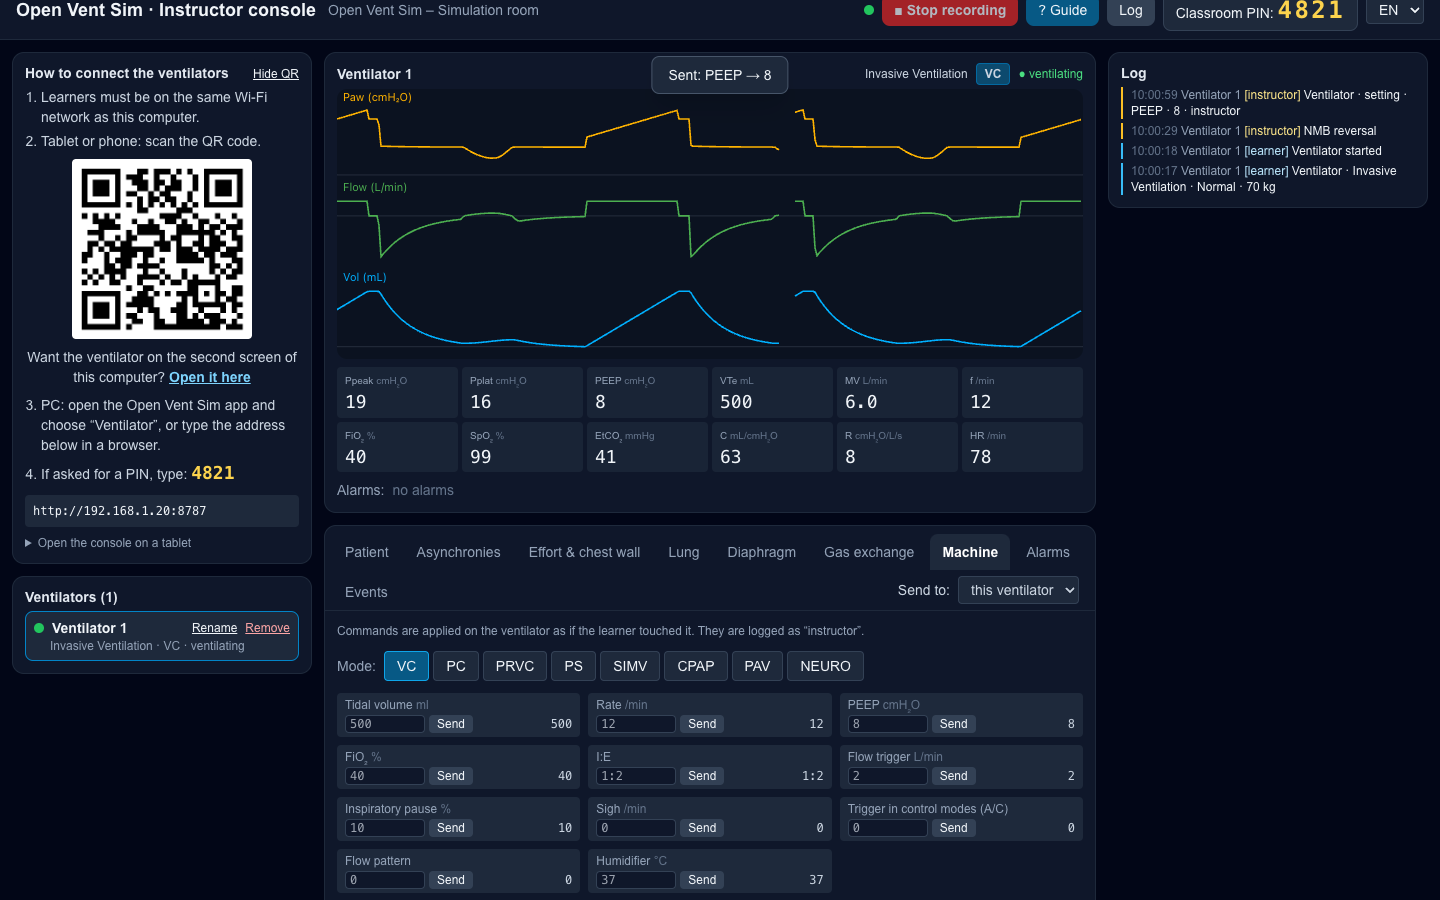 Open Vent Sim · Instructor console
Open Vent Sim – Simulation room
■ Stop recording
? Guide
Log
Classroom PIN: 4821
EN
How to connect the ventilators
Hide QR
1. Learners must be on the same Wi-Fi
network as this computer.
2. Tablet or phone: scan the QR code.
Want the ventilator on the second screen of
this computer? Open it here
3. PC: open the Open Vent Sim app and
choose “Ventilator”, or type the address
below in a browser.
4. If asked for a PIN, type: 4821
http://192.168.1.20:8787
▶ Open the console on a tablet
Ventilators (1)
Ventilator 1
Rename
Remove
Invasive Ventilation · VC · ventilating
Ventilator 1
Sent: PEEP → 8
Invasive Ventilation
VC
● ventilating
Paw (cmH₂O)
Flow (L/min)
Vol (mL)
Ppeak cmH₂O
19
Pplat cmH₂O
16
PEEP cmH₂O
8
VTe mL
500
MV L/min
6.0
f /min
12
FiO₂ %
40
SpO₂ %
99
EtCO₂ mmHg
41
C mL/cmH₂O
63
R cmH₂O/L/s
8
HR /min
78
Alarms: no alarms
Patient
Asynchronies
Effort & chest wall
Lung
Diaphragm
Gas exchange
Machine
Alarms
Events
Send to: this ventilator
Commands are applied on the ventilator as if the learner touched it. They are logged as “instructor”.
Mode: VC PC PRVC PS SIMV CPAP PAV NEURO
Tidal volume ml
500 Send 500
Rate /min
12 Send 12
PEEP cmH₂O
8 Send 8
FiO₂ %
40 Send 40
I:E
1:2 Send 1:2
Flow trigger L/min
2 Send 2
Inspiratory pause %
10 Send 10
Sigh /min
0 Send 0
Trigger in control modes (A/C)
0 Send 0
Flow pattern
0 Send 0
Humidifier °C
37 Send 37
Log
10:00:59 Ventilator 1 [instructor] Ventilator · setting ·
PEEP · 8 · instructor
10:00:29 Ventilator 1 [instructor] NMB reversal
10:00:18 Ventilator 1 [learner] Ventilator started
10:00:17 Ventilator 1 [learner] Ventilator · Invasive
Ventilation · Normal · 70 kg